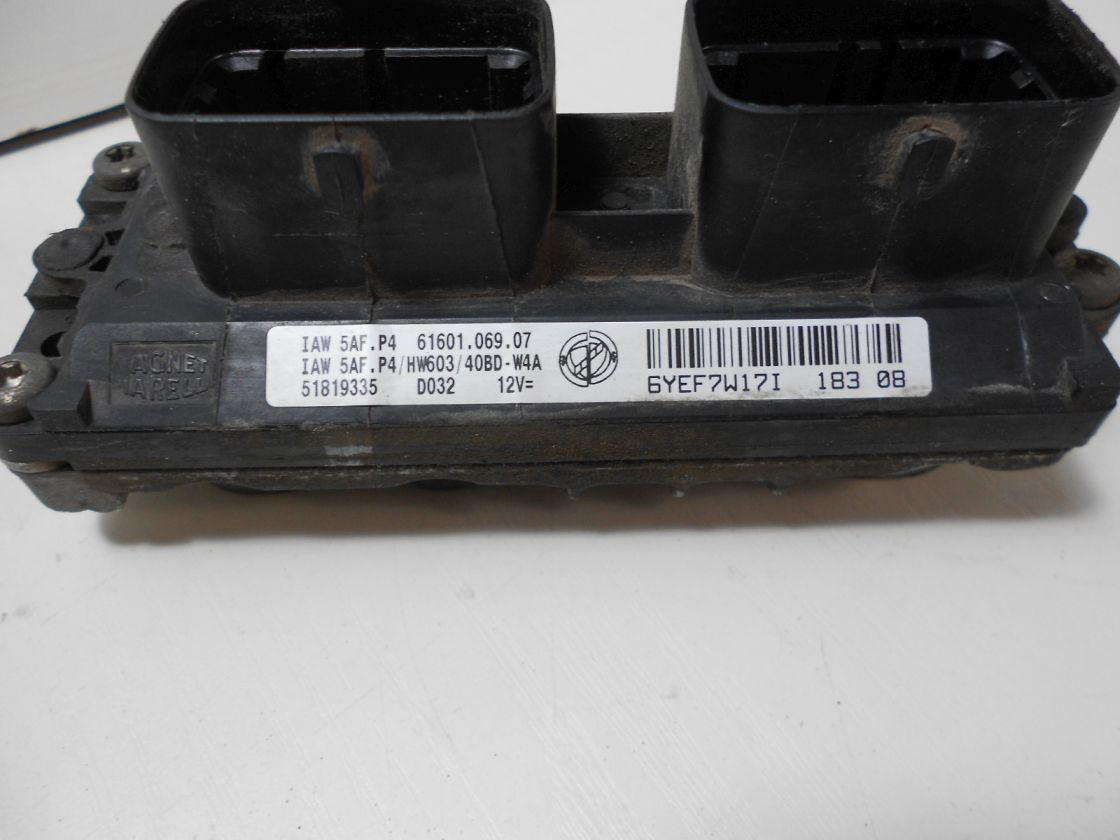 IAW 5AF.P4 61601.069.07
IAW 5AF.P4/HW603/40BD-W4A
51819335 D032 12V=
6YEF7W17I 183 08